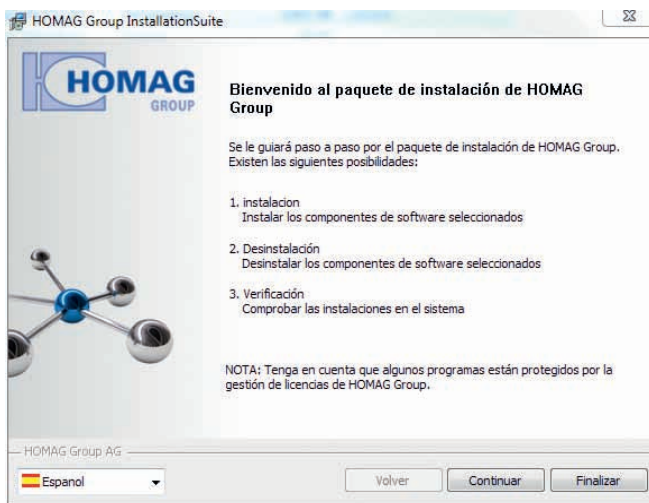 HOMAG Group InstallationSuite
HOMAG
GROUP
Bienvenido al paquete de instalación de HOMAG
Group
Se le guiará paso a paso por el paquete de instalación de HOMAG Group.
Existen las siguientes posibilidades:
1. instalacion
Instalar los componentes de software seleccionados
2. Desinstalación
Desinstalar los componentes de software seleccionados
3. Verificación
Comprobar las instalaciones en el sistema
NOTA: Tenga en cuenta que algunos programas están protegidos por la
gestión de licencias de HOMAG Group.
HOMAG Group AG
Espanol
Volver
Continuar
Finalizar